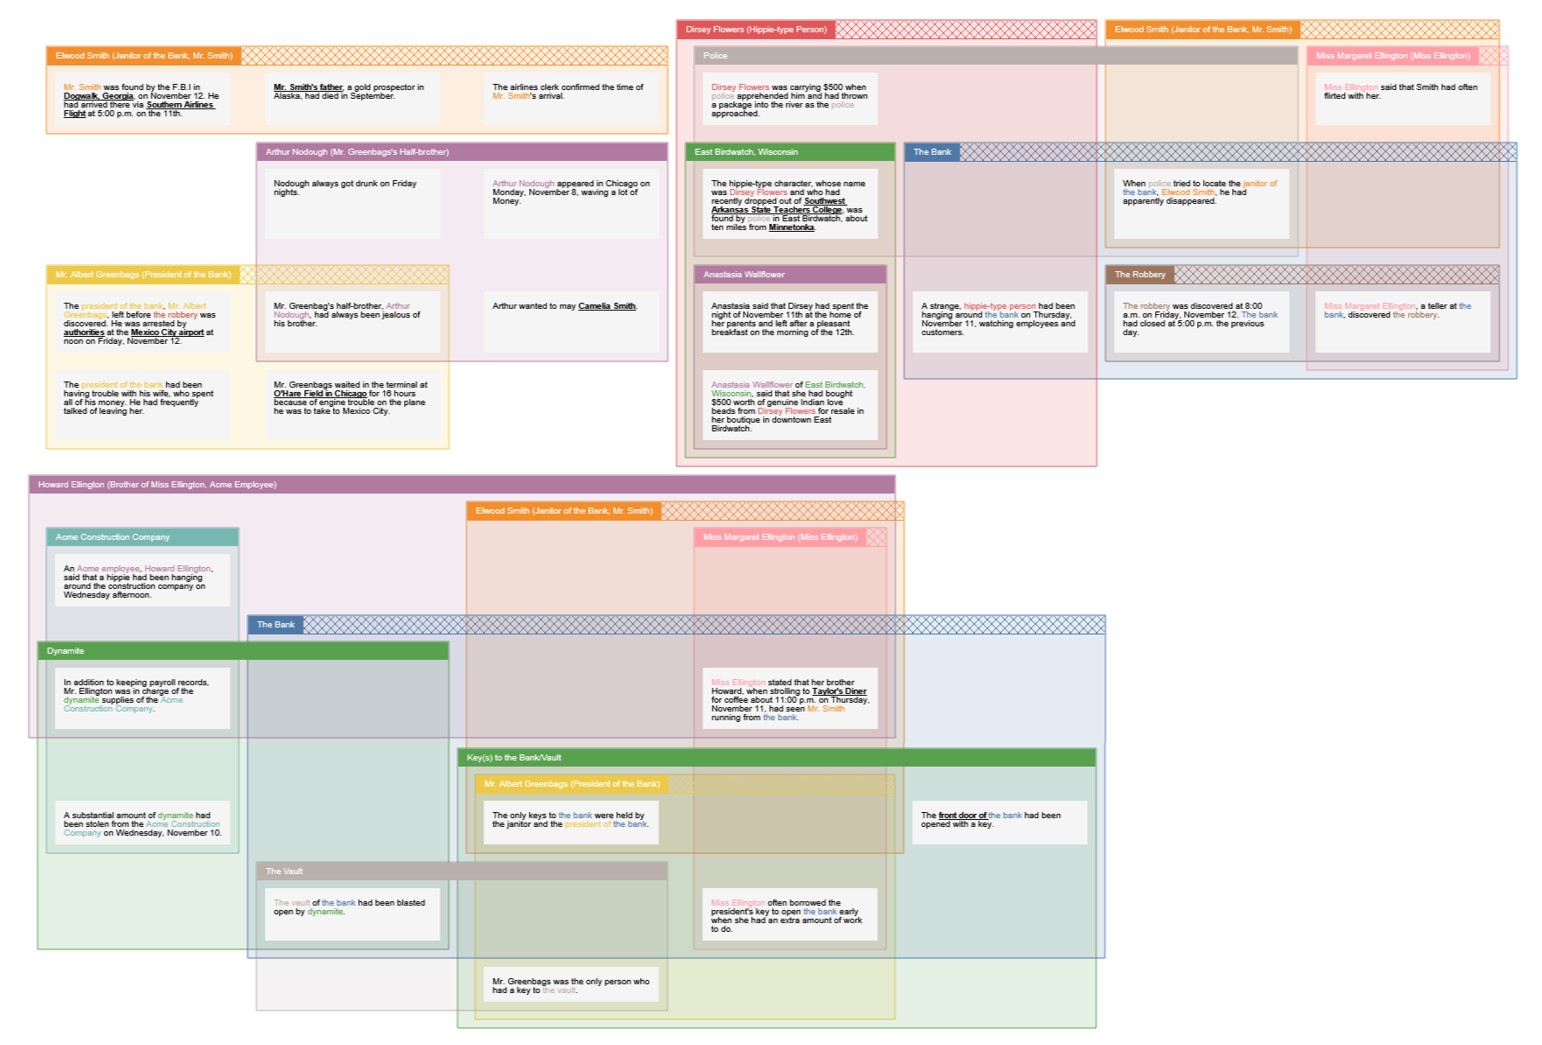 Elwood Smith (Janitor of the Bank, Mr. Smith)
Mr. Smith was found by the F.B.I in
Dogwalk, Georgia, on November 12. He
had arrived there via Southern Airlines
Flight at 5:00 p.m. on the 11th.
Mr. Smith's father, a gold prospector in
Alaska, had died in September.
The airlines clerk confirmed the time of
Mr. Smith's arrival.
Arthur Nodough (Mr. Greenbags's Half-brother)
Nodough always got drunk on Friday
nights.
Arthur Nodough appeared in Chicago on
Monday, November 8, waving a lot of
Money.
Mr. Albert Greenbags (President of the Bank)
The president of the bank, Mr. Albert
Greenbags, left before the robbery was
discovered. He was arrested by
authorities at the Mexico City airport at
noon on Friday, November 12.
Mr. Greenbag's half-brother, Arthur
Nodough, had always been jealous of
his brother.
Arthur wanted to may Camelia Smith.
The president of the bank had been
having trouble with his wife, who spent
all of his money. He had frequently
talked of leaving her.
Mr. Greenbags waited in the terminal at
O'Hare Field in Chicago for 16 hours
because of engine trouble on the plane
he was to take to Mexico City.
Dirsey Flowers (Hippie-type Person)
Police
Dirsey Flowers was carrying $500 when
police apprehended him and had thrown
a package into the river as the police
approached.
East Birdwatch, Wisconsin
The hippie-type character, whose name
was Dirsey Flowers and who had
recently dropped out of Southwest
Arkansas State Teachers College, was
found by police in East Birdwatch, about
ten miles from Minnetonka.
Anastasia Wallflower
Anastasia said that Dirsey had spent the
night of November 11th at the home of
her parents and left after a pleasant
breakfast on the morning of the 12th.
Anastasia Wallflower of East Birdwatch,
Wisconsin, said that she had bought
$500 worth of genuine Indian love
beads from Dirsey Flowers for resale in
her boutique in downtown East
Birdwatch.
Elwood Smith (Janitor of the Bank, Mr. Smith)
Miss Margaret Ellington (Miss Ellington)
Miss Ellington said that Smith had often
flirted with her.
The Bank
When police tried to locate the janitor of
the bank, Elwood Smith, he had
apparently disappeared.
A strange, hippie-type person had been
hanging around the bank on Thursday,
November 11, watching employees and
customers.
The Robbery
The robbery was discovered at 8:00
a.m. on Friday, November 12. The bank
had closed at 5:00 p.m. the previous
day.
Miss Margaret Ellington, a teller at the
bank, discovered the robbery.
Howard Ellington (Brother of Miss Ellington, Acme Employee)
Elwood Smith (Janitor of the Bank, Mr. Smith)
Acme Construction Company
Miss Margaret Ellington (Miss Ellington)
An Acme employee, Howard Ellington,
said that a hippie had been hanging
around the construction company on
Wednesday afternoon.
The Bank
Dynamite
In addition to keeping payroll records,
Mr. Ellington was in charge of the
dynamite supplies of the Acme
Construction Company.
Miss Ellington stated that her brother
Howard, when strolling to Taylor's Diner
for coffee about 11:00 p.m. on Thursday,
November 11, had seen Mr. Smith
running from the bank.
Key(s) to the Bank/Vault
Mr. Albert Greenbags (President of the Bank)
A substantial amount of dynamite had
been stolen from the Acme Construction
Company on Wednesday, November 10.
The only keys to the bank were held by
the janitor and the president of the bank.
The front door of the bank had been
opened with a key.
The Vault
The vault of the bank had been blasted
open by dynamite.
Miss Ellington often borrowed the
president's key to open the bank early
when she had an extra amount of work
to do.
Mr. Greenbags was the only person who
had a key to the vault.